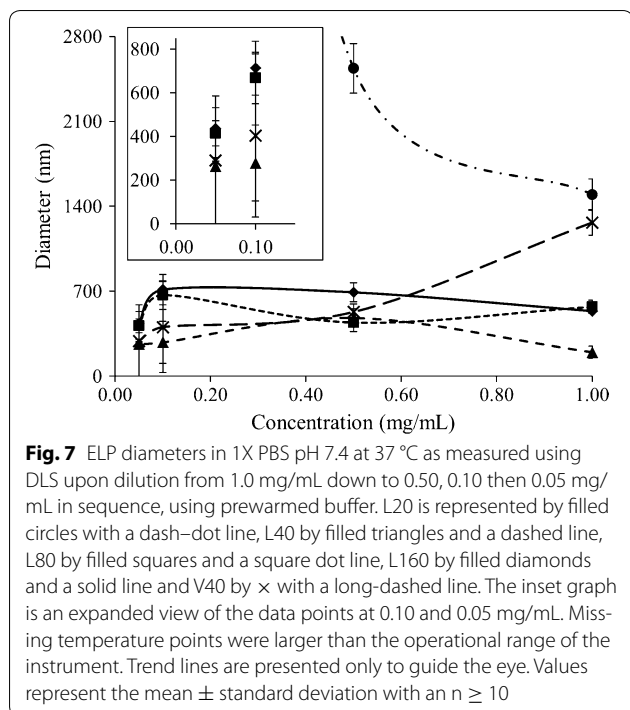 2800
2100
1400
700
0
Diameter (nm)
800
600
400
200
0
0.00
0.10
0.20
0.40
0.60
0.80
1.00
Concentration (mg/mL)
Fig. 7 ELP diameters in 1X PBS pH 7.4 at 37 °C as measured using
DLS upon dilution from 1.0 mg/mL down to 0.50, 0.10 then 0.05 mg/
mL in sequence, using prewarmed buffer. L20 is represented by filled
circles with a dash–dot line, L40 by filled triangles and a dashed line,
L80 by filled squares and a square dot line, L160 by filled diamonds
and a solid line and V40 by × with a long-dashed line. The inset graph
is an expanded view of the data points at 0.10 and 0.05 mg/mL. Miss-
ing temperature points were larger than the operational range of the
instrument. Trend lines are presented only to guide the eye. Values
represent the mean ± standard deviation with an n ≥ 10